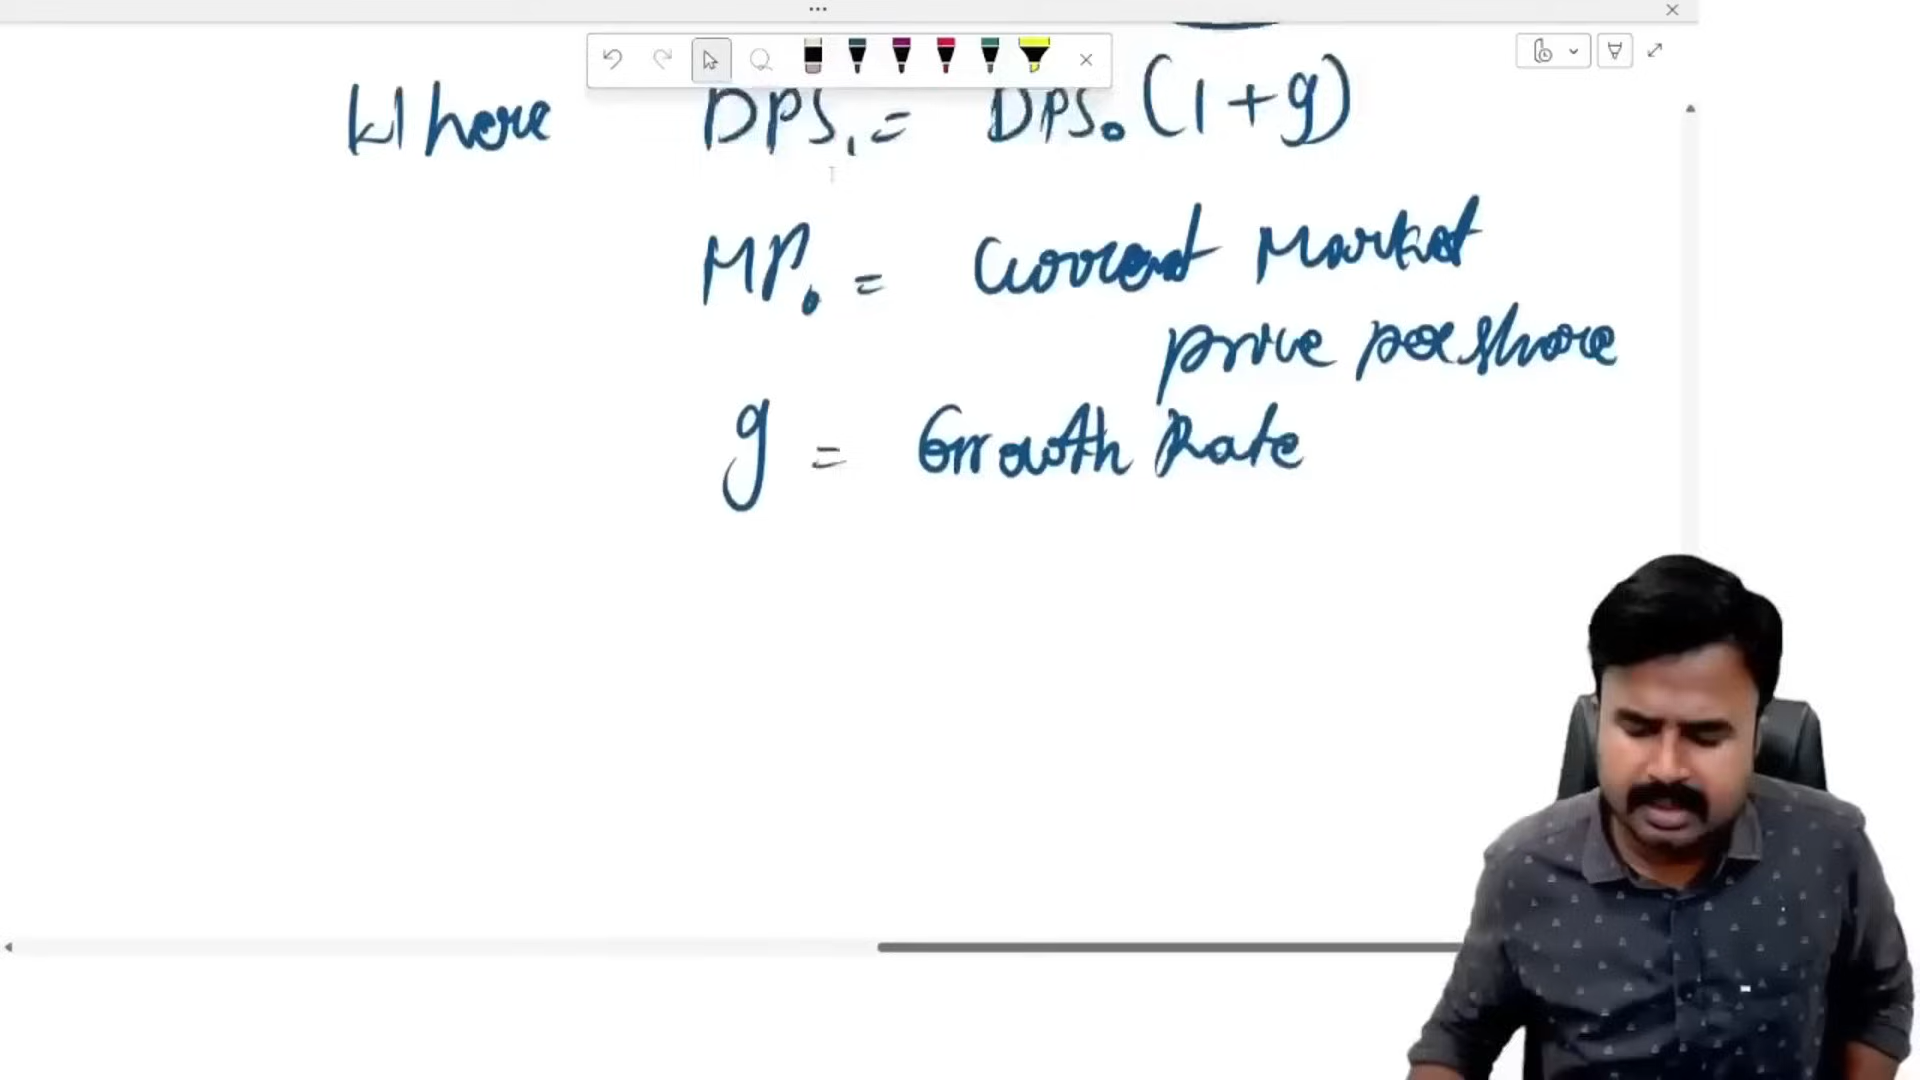 Where DPS₁ = DPS₀ (1+g)
MP₀ = Current Market
price per share
g = Growth Rate